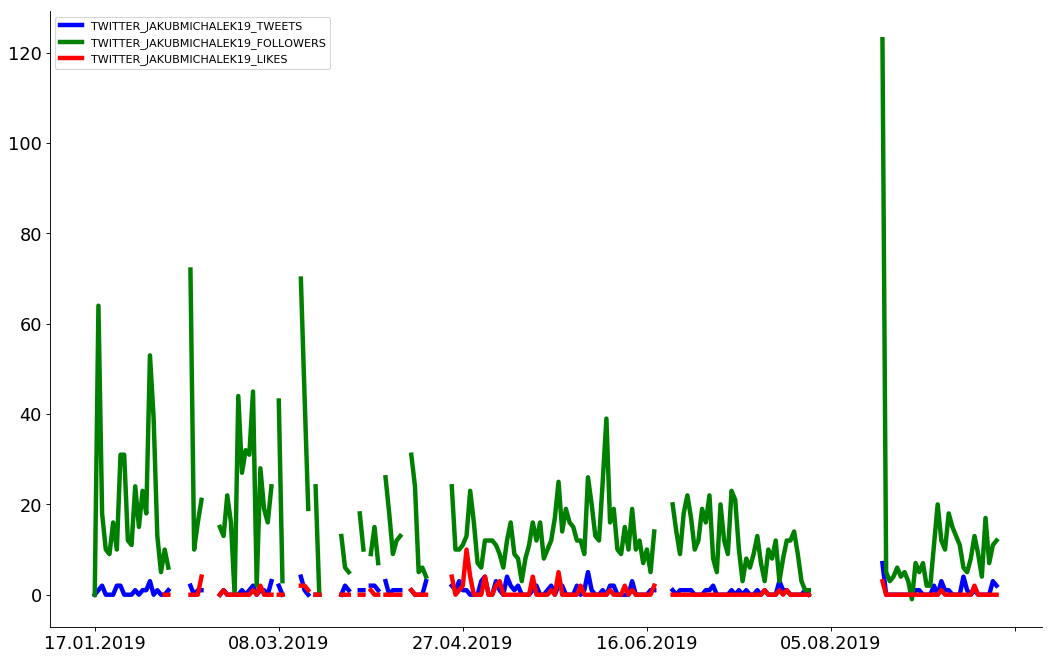 TWITTER_JAKUBMICHALEK19_TWEETS
TWITTER_JAKUBMICHALEK19_FOLLOWERS
TWITTER_JAKUBMICHALEK19_LIKES
120
100
80
60
40
20
0
17.01.2019 08.03.2019 27.04.2019 16.06.2019 05.08.2019